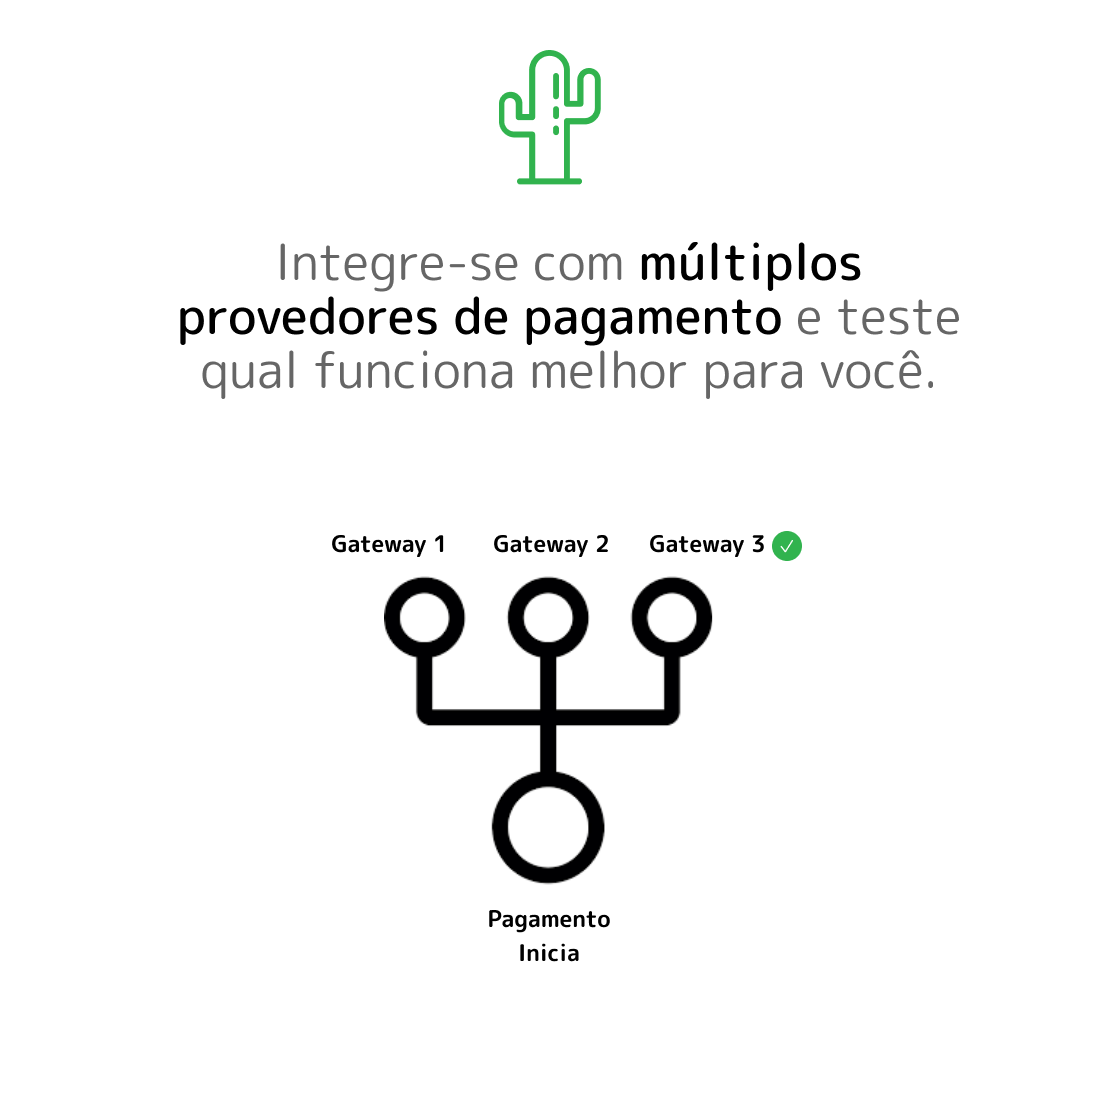 Integre-se com múltiplos
provedores de pagamento e teste
qual funciona melhor para você.
Gateway 1 Gateway 2 Gateway 3
Pagamento
Inicia